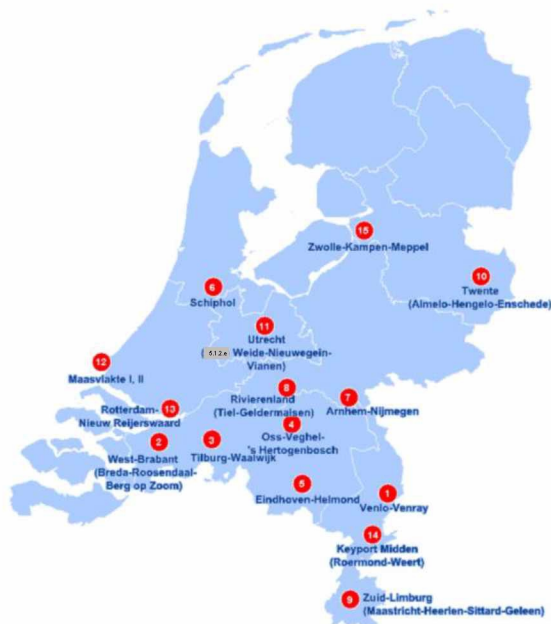 15
Zwolle-Kampen-Meppel
10
Twente
(Almelo-Hengelo-Enschede)
6
Schiphol
11
Utrecht
( 5.1.2.e Weide-Nieuwegein-
Vianen)
12
Maasvlakte I, II
8
Rivierenland
(Tiel-Geldermalsen)
7
Arnhem-Nijmegen
13
Rotterdam-
Nieuw Reijerswaard
4
Oss-Veghel-
's Hertogenbosch
2
West-Brabant
(Breda-Roosendaal-
Berg op Zoom)
3
Tilburg-Waalwijk
5
Eindhoven-Helmond
1
Venlo-Venray
14
Keyport Midden
(Roermond-Weert)
9
Zuid-Limburg
(Maastricht-Heerlen-Sittard-Geleen)